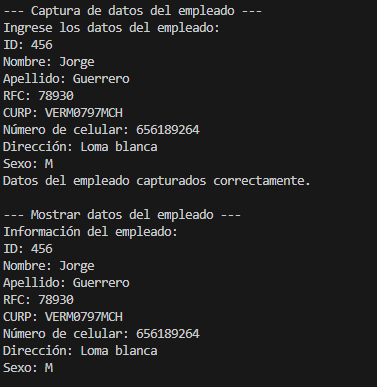 --- Captura de datos del empleado ---
Ingrese los datos del empleado:
ID: 456
Nombre: Jorge
Apellido: Guerrero
RFC: 78930
CURP: VERM0797MCH
Número de celular: 656189264
Dirección: Loma blanca
Sexo: M
Datos del empleado capturados correctamente.
--- Mostrar datos del empleado ---
Información del empleado:
ID: 456
Nombre: Jorge
Apellido: Guerrero
RFC: 78930
CURP: VERM0797MCH
Número de celular: 656189264
Dirección: Loma blanca
Sexo: M